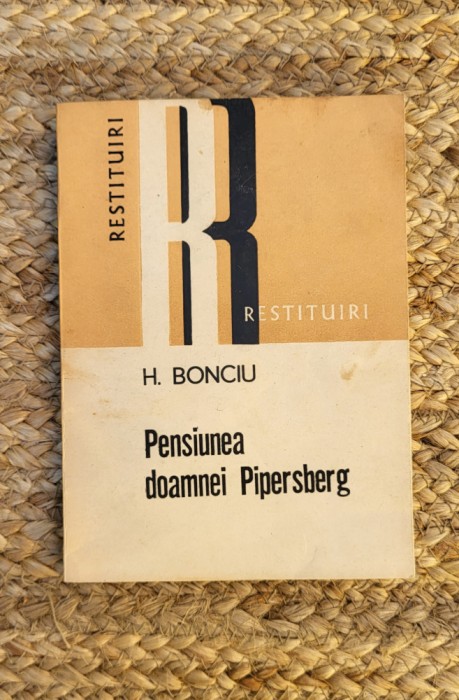 RESTITUIRI
RESTITUIRI
H. BONCIU
Pensiunea
doamnei Pipersberg